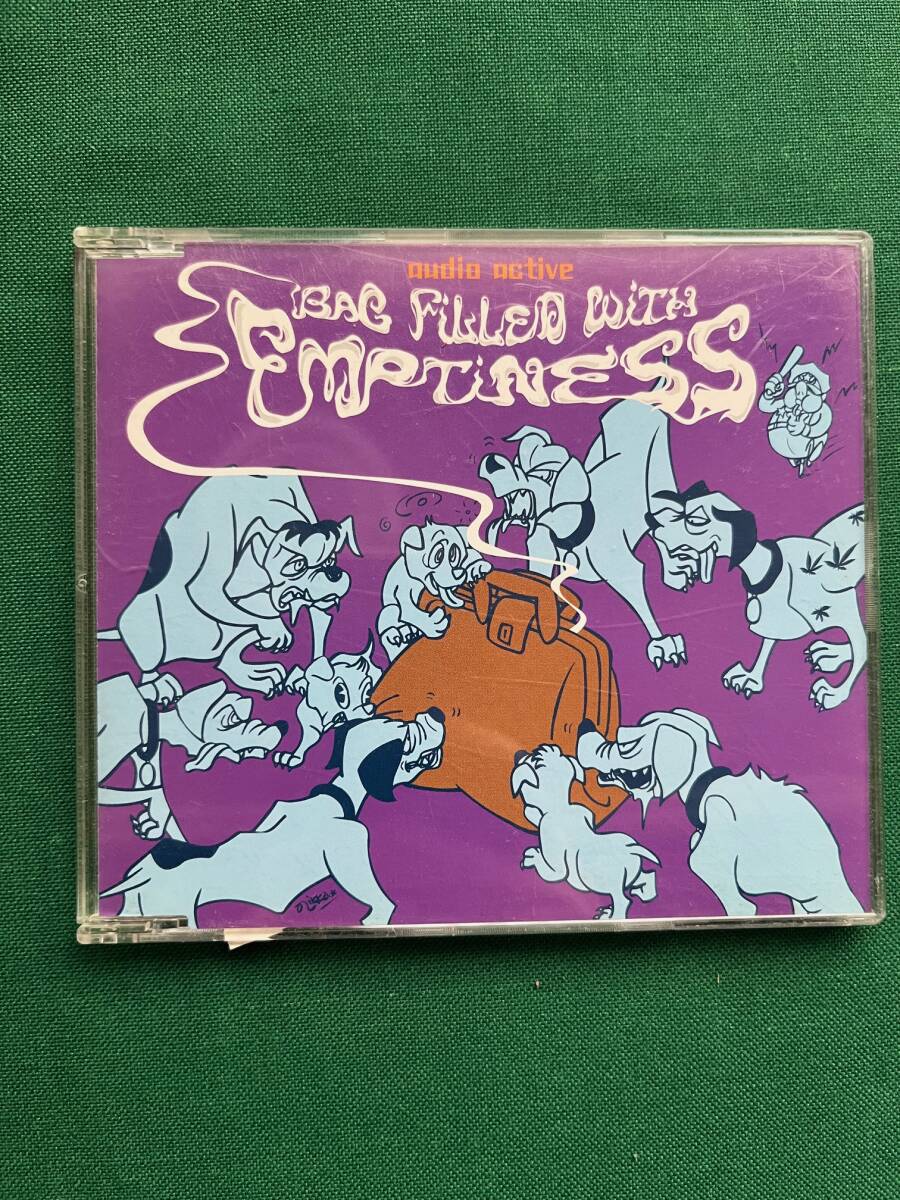 audio active
BAG FiLLED WiTH
EMPTiNESS
©